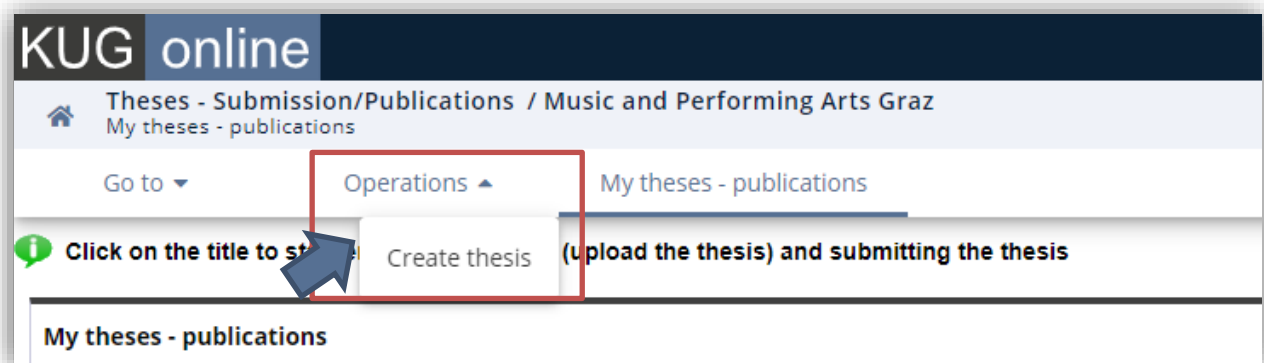 KUG online
Theses - Submission/Publications / Music and Performing Arts Graz
My theses - publications
Go to Operations My theses - publications
Create thesis
Click on the title to (upload the thesis) and submitting the thesis
My theses - publications